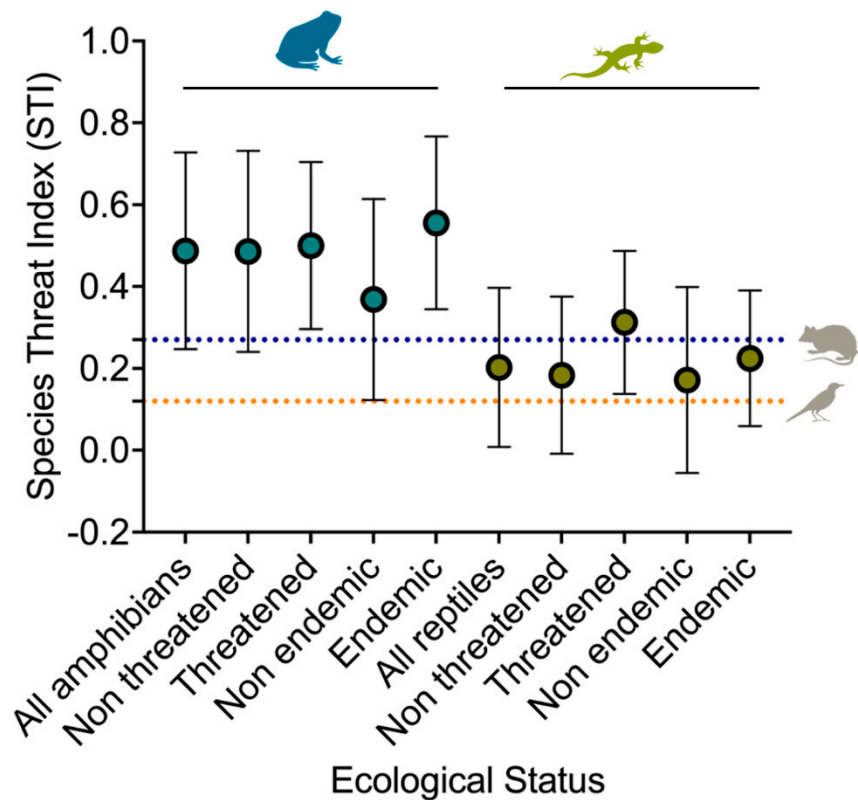 Species Threat Index (STI)
1.0
0.8
0.6
0.4
0.2
0.0
-0.2
All amphibians
Non threatened
Threatened
Non endemic
Endemic
All reptiles
Non threatened
Threatened
Non endemic
Endemic
Ecological Status